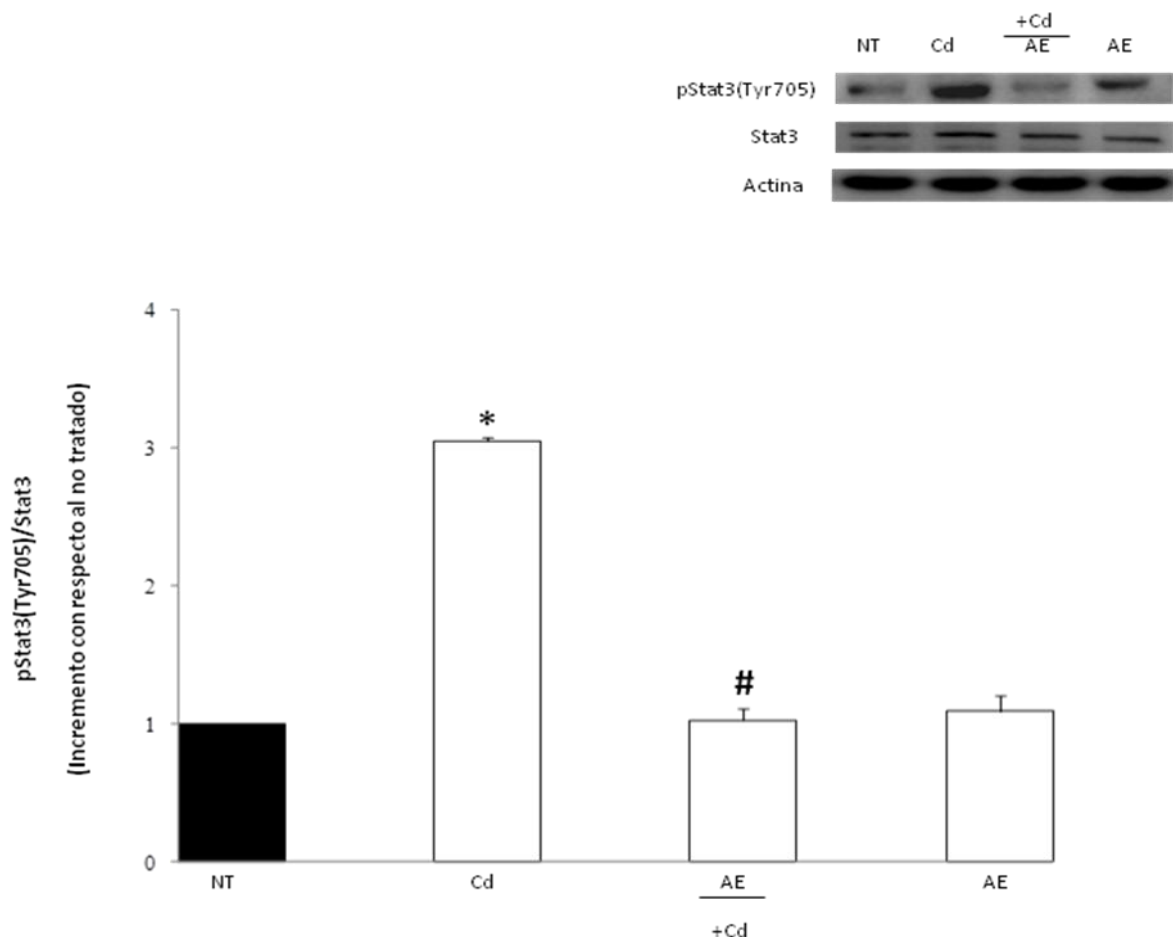 +Cd
NT Cd AE AE
pStat3(Tyr705)
Stat3
Actina
pStat3(Tyr705)/Stat3
(Incremento con respecto al no tratado)
4
3
2
1
0
*
#
NT Cd AE AE
+Cd